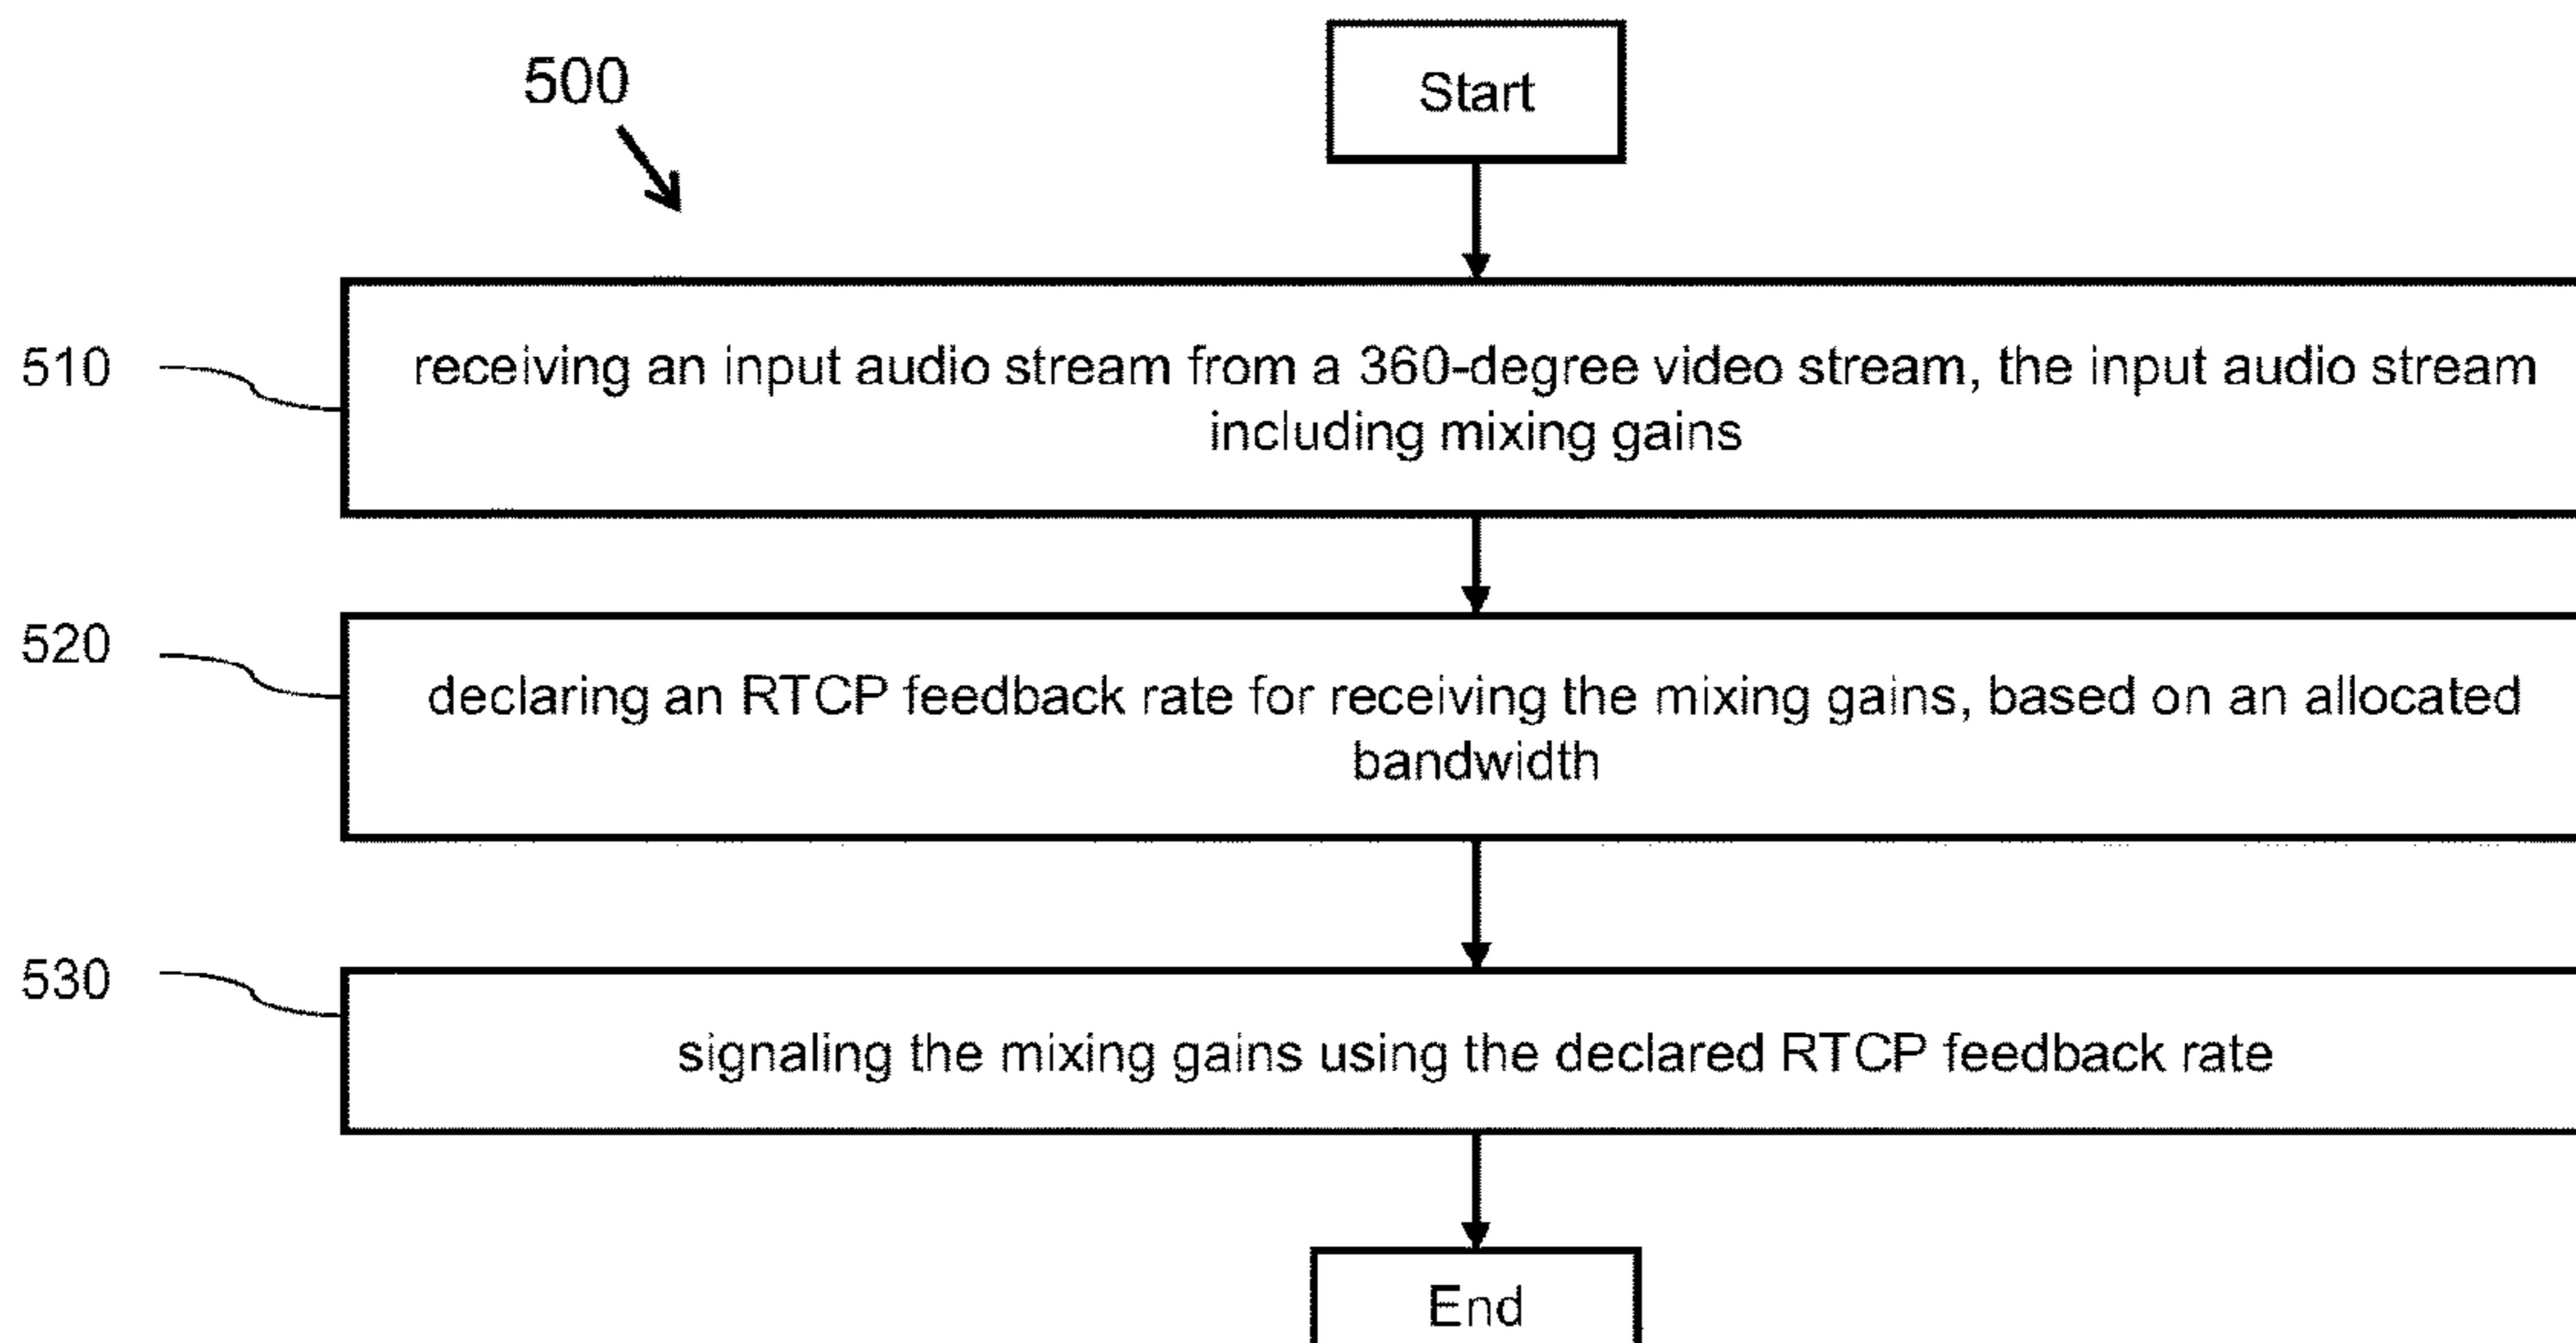 500
Start
510
receiving an input audio stream from a 360-degree video stream, the input audio stream
including mixing gains
520
declaring an RTCP feedback rate for receiving the mixing gains, based on an allocated
bandwidth
530
signaling the mixing gains using the declared RTCP feedback rate
End